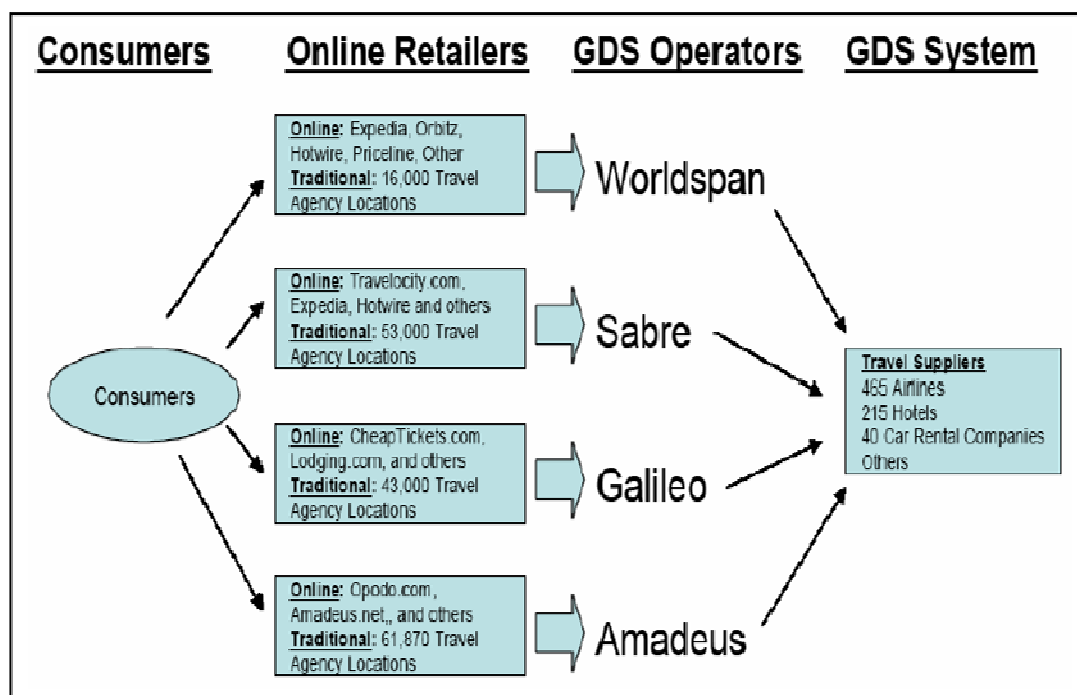 Consumers
Online Retailers
GDS Operators
GDS System
Online: Expedia, Orbitz,
Hotwire, Priceline, Other
Traditional: 16,000 Travel
Agency Locations
Worldspan
Online: Travelocity.com,
Expedia, Hotwire and others
Traditional: 53,000 Travel
Agency Locations
Sabre
Consumers
Online: CheapTickets.com,
Lodging.com, and others
Traditional: 43,000 Travel
Agency Locations
Galileo
Online: Opodo.com,
Amadeus.net,, and others
Traditional: 61,870 Travel
Agency Locations
Amadeus
Travel Suppliers
465 Airlines
215 Hotels
40 Car Rental Companies
Others